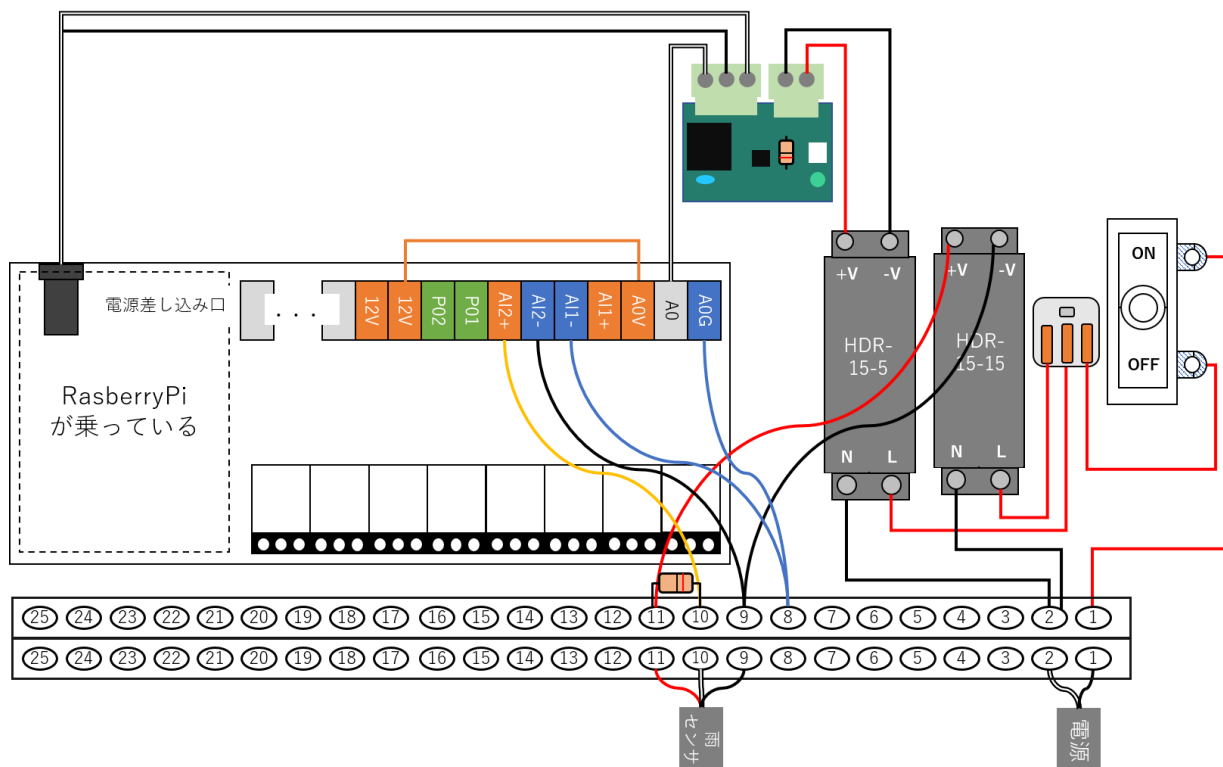 電源差し込み口
RasberryPi
が乗っている
...
12V
12V
P02
P01
AI2+
AI2-
AI1-
AI1+
A0V
A0
A0G
+V
-V
HDR-
15-5
N
L
+V
-V
HDR-
15-15
N
L
ON
OFF
25 24 23 22 21 20 19 18 17 16 15 14 13 12 11 10 9 8 7 6 5 4 3 2 1
25 24 23 22 21 20 19 18 17 16 15 14 13 12 11 10 9 8 7 6 5 4 3 2 1
雨
センサ
電源